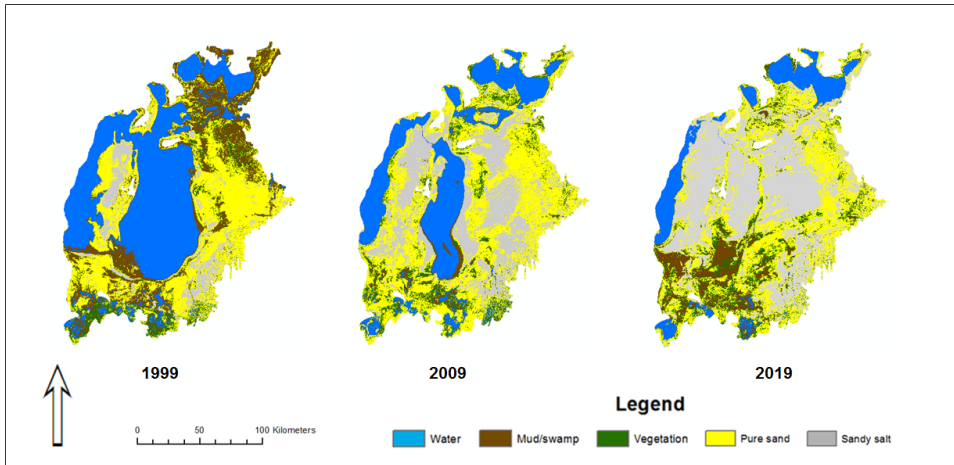 1999 2009 2019
Legend
0 50 100 Kilometers
Water Mud/swamp Vegetation Pure sand Sandy salt